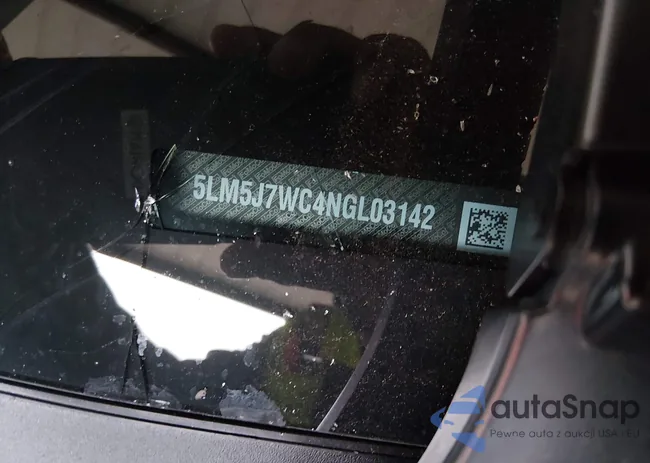 5LM5J7WC4NGL03142
autaSnap
Pewne auta z aukcji USA i EU